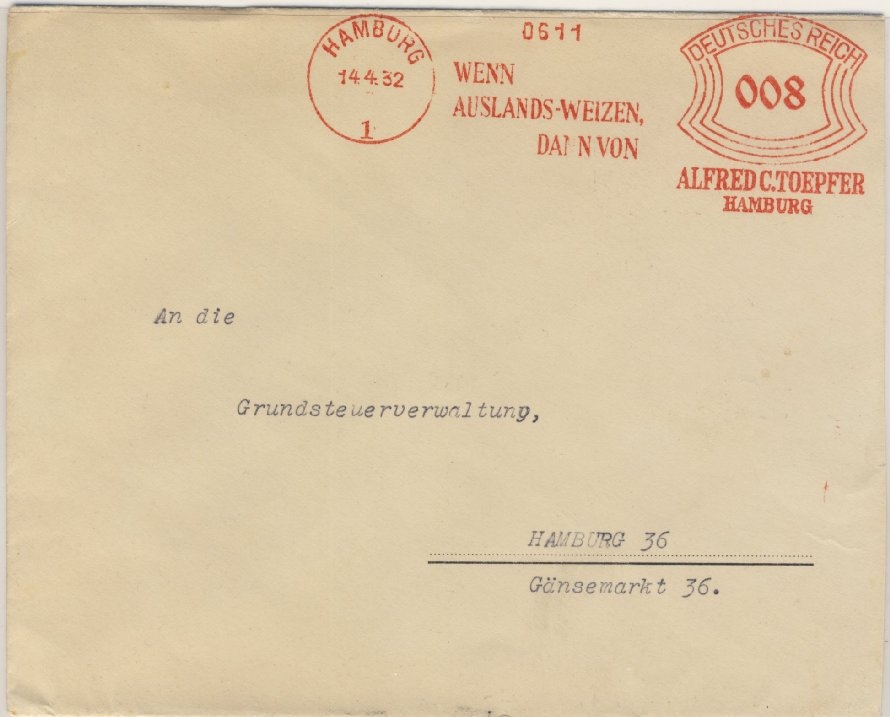 HAMBURG
14.4.32
1
0611
WENN
AUSLANDS-WEIZEN,
DANN VON
DEUTSCHES REICH
008
ALFRED C. TOEPFER
HAMBURG
An die
Grundsteuerverwaltung,
HAMBURG 36
Gänsemarkt 36.